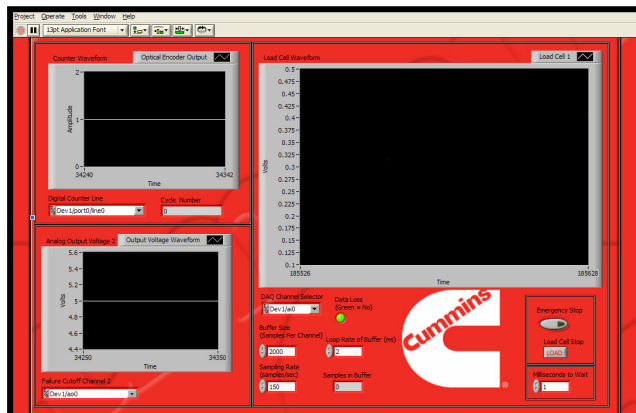 Project Operate Tools Window Help
13pt Application Font
Counter Waveform
Optical Encoder Output
2
1
0
Amplitude
34240
34342
Time
Digital Counter Line
Dev1/port0/line0
Cycle Number
0
Analog Output Voltage 2
Output Voltage Waveform
5.6
5.4
5.2
5
4.8
4.6
4.4
Volts
34250
34350
Time
Failure Cutoff Channel 2
Dev1/ao0
Load Cell Waveform
Load Cell 1
0.5
0.475
0.45
0.425
0.4
0.375
0.35
0.325
0.3
0.275
0.25
0.225
0.2
0.175
0.15
0.125
0.1
Volts
185526
185628
Time
DAQ Channel Selector
Dev1/ai0
Data Loss
(Green = No)
Buffer Size
(Samples Per Channel)
2000
Loop Rate of Buffer (ms)
2
Sampling Rate
(samples/sec)
150
Samples in Buffer
0
Cummins
®
Emergency Stop
Load Cell Stop
LOAD
Milliseconds to Wait
1